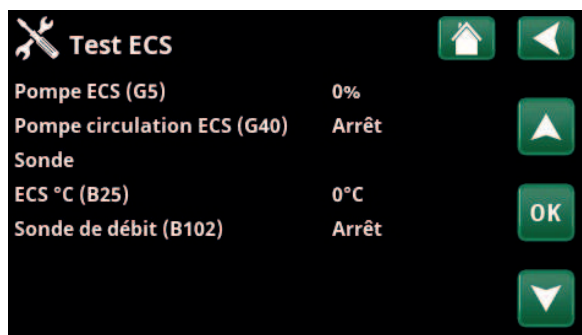 Test ECS
Pompe ECS (G5) 0%
Pompe circulation ECS (G40) Arrêt
Sonde
ECS °C (B25) 0°C
Sonde de débit (B102) Arrêt
OK